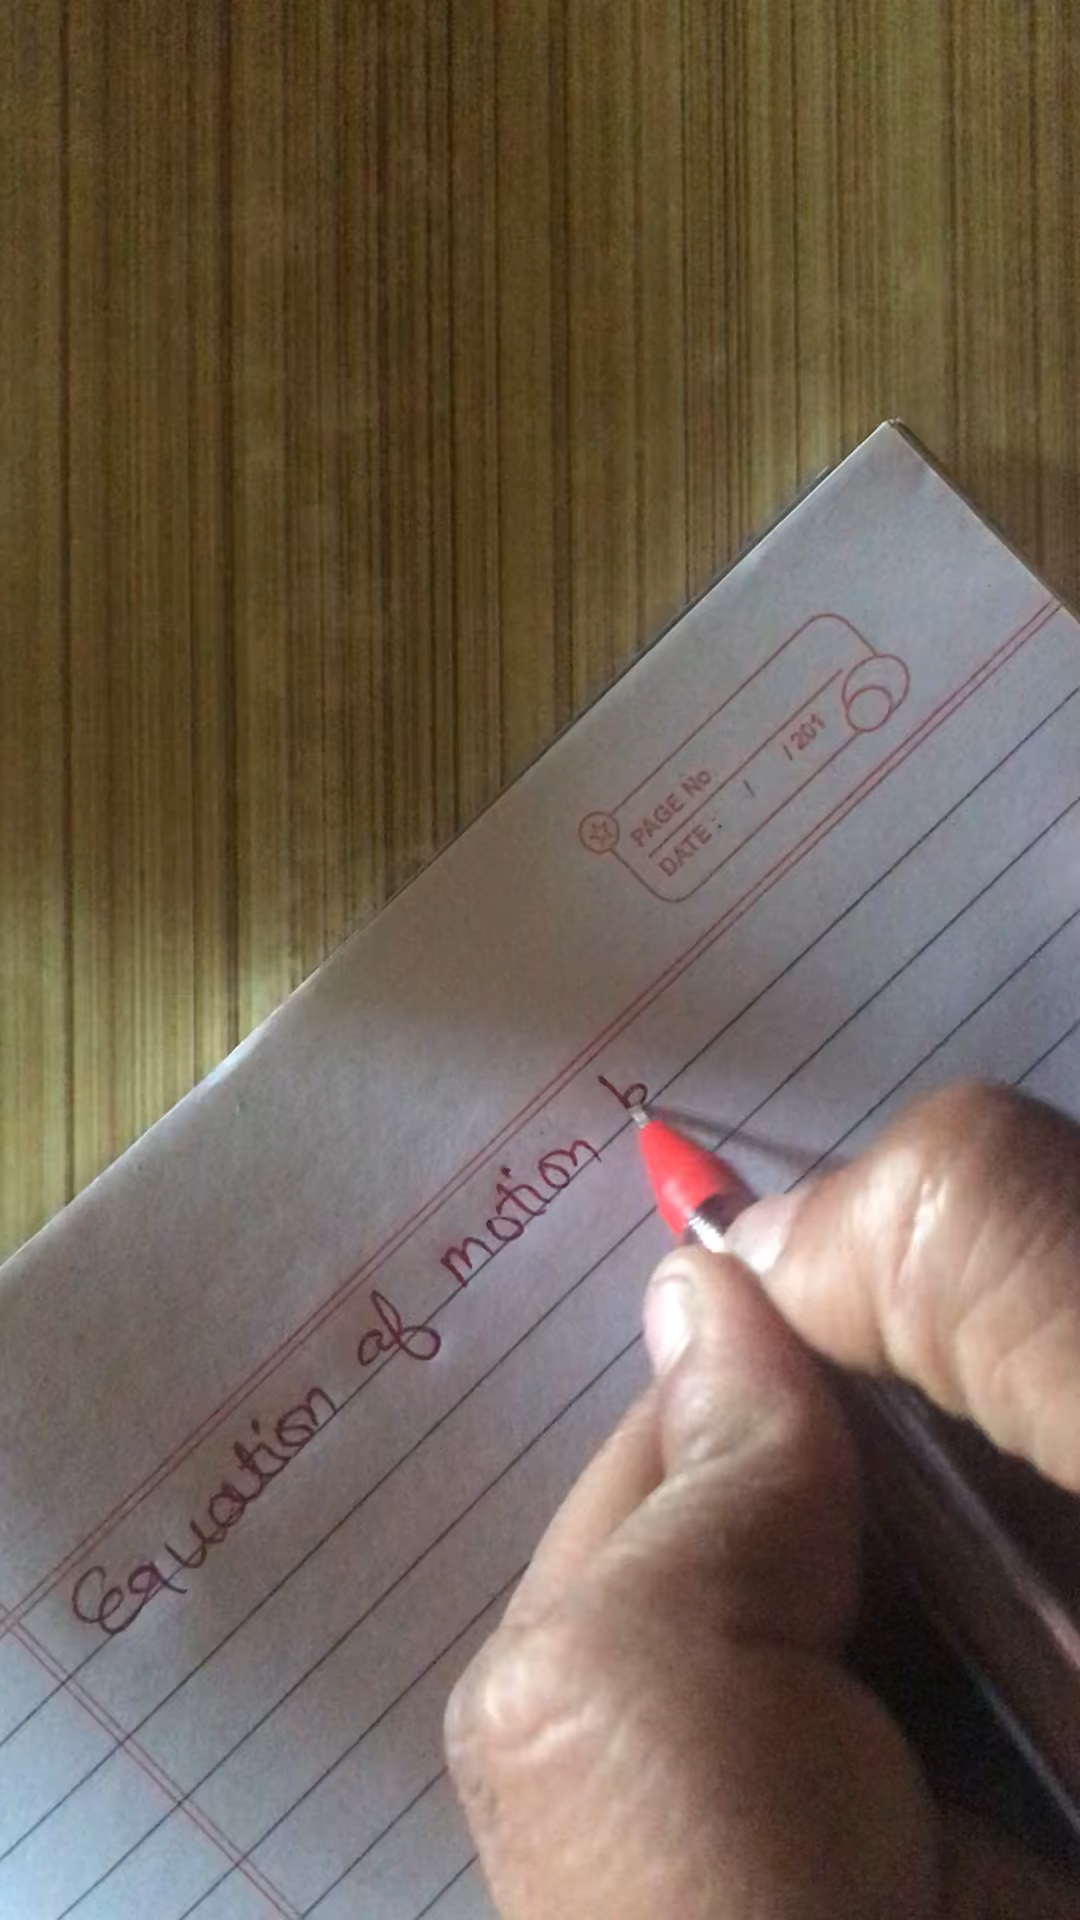 PAGE No.
DATE : / / 201
Equation of motion b